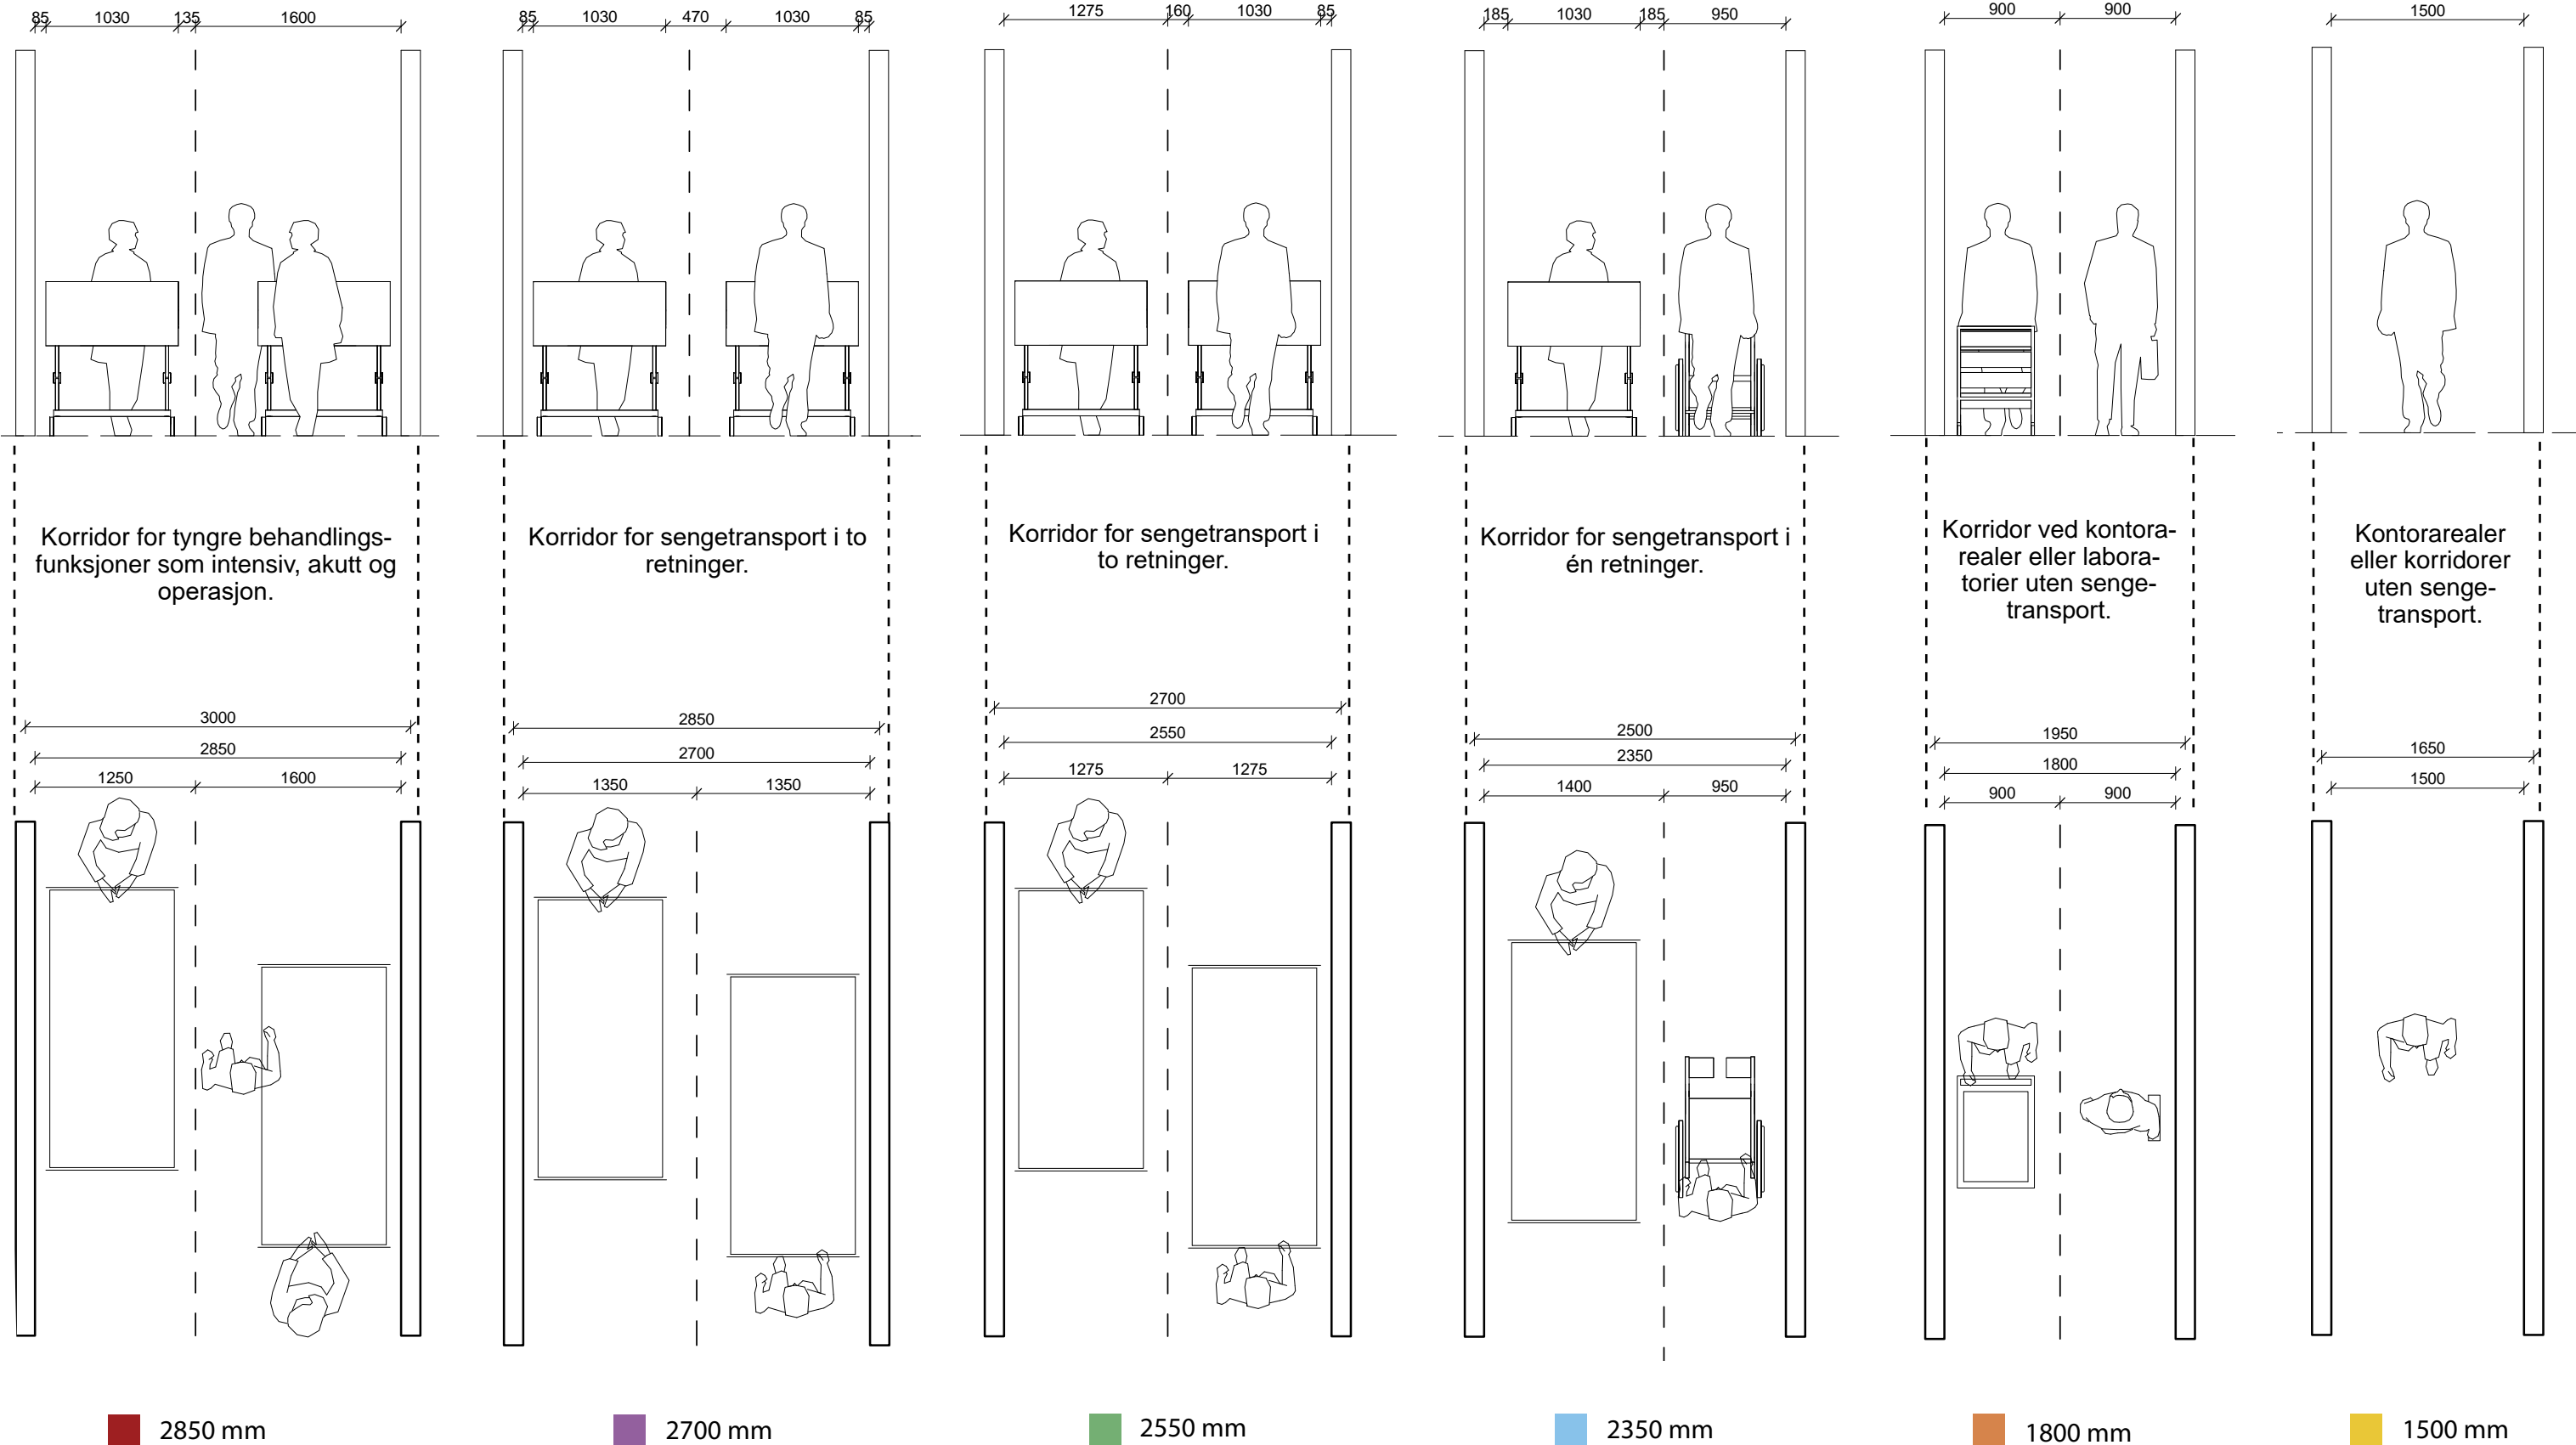 85 1030 135 1600
85 1030 470 1030 85
1275 160 1030 85
185 1030 185 950
900 900
1500
Korridor for tyngre behandlings-
funksjoner som intensiv, akutt og
operasjon.
Korridor for sengetransport i to
retninger.
Korridor for sengetransport i
to retninger.
Korridor for sengetransport i
én retninger.
Korridor ved kontora-
realer eller labora-
torier uten senge-
transport.
Kontorarealer
eller korridorer
uten senge-
transport.
3000
2850
1250 1600
2850
2700
1350 1350
2700
2550
1275 1275
2500
2350
1400 950
1950
1800
900 900
1650
1500
2850 mm
2700 mm
2550 mm
2350 mm
1800 mm
1500 mm